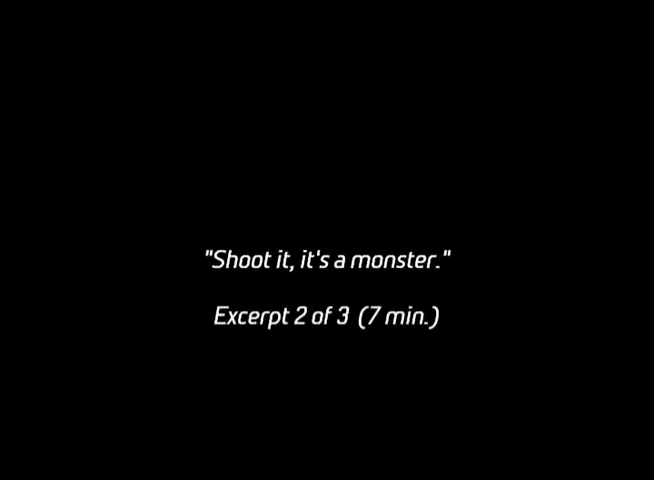 "Shoot it, it's a monster."
Excerpt 2 of 3 (7 min.)